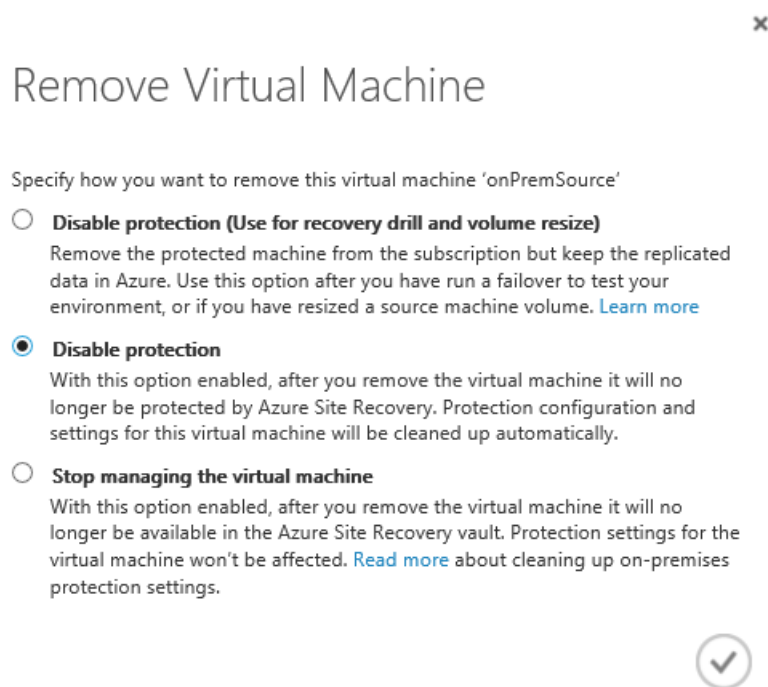 Remove Virtual Machine
Specify how you want to remove this virtual machine 'onPremSource'
Disable protection (Use for recovery drill and volume resize)
Remove the protected machine from the subscription but keep the replicated
data in Azure. Use this option after you have run a failover to test your
environment, or if you have resized a source machine volume. Learn more
Disable protection
With this option enabled, after you remove the virtual machine it will no
longer be protected by Azure Site Recovery. Protection configuration and
settings for this virtual machine will be cleaned up automatically.
Stop managing the virtual machine
With this option enabled, after you remove the virtual machine it will no
longer be available in the Azure Site Recovery vault. Protection settings for the
virtual machine won't be affected. Read more about cleaning up on-premises
protection settings.